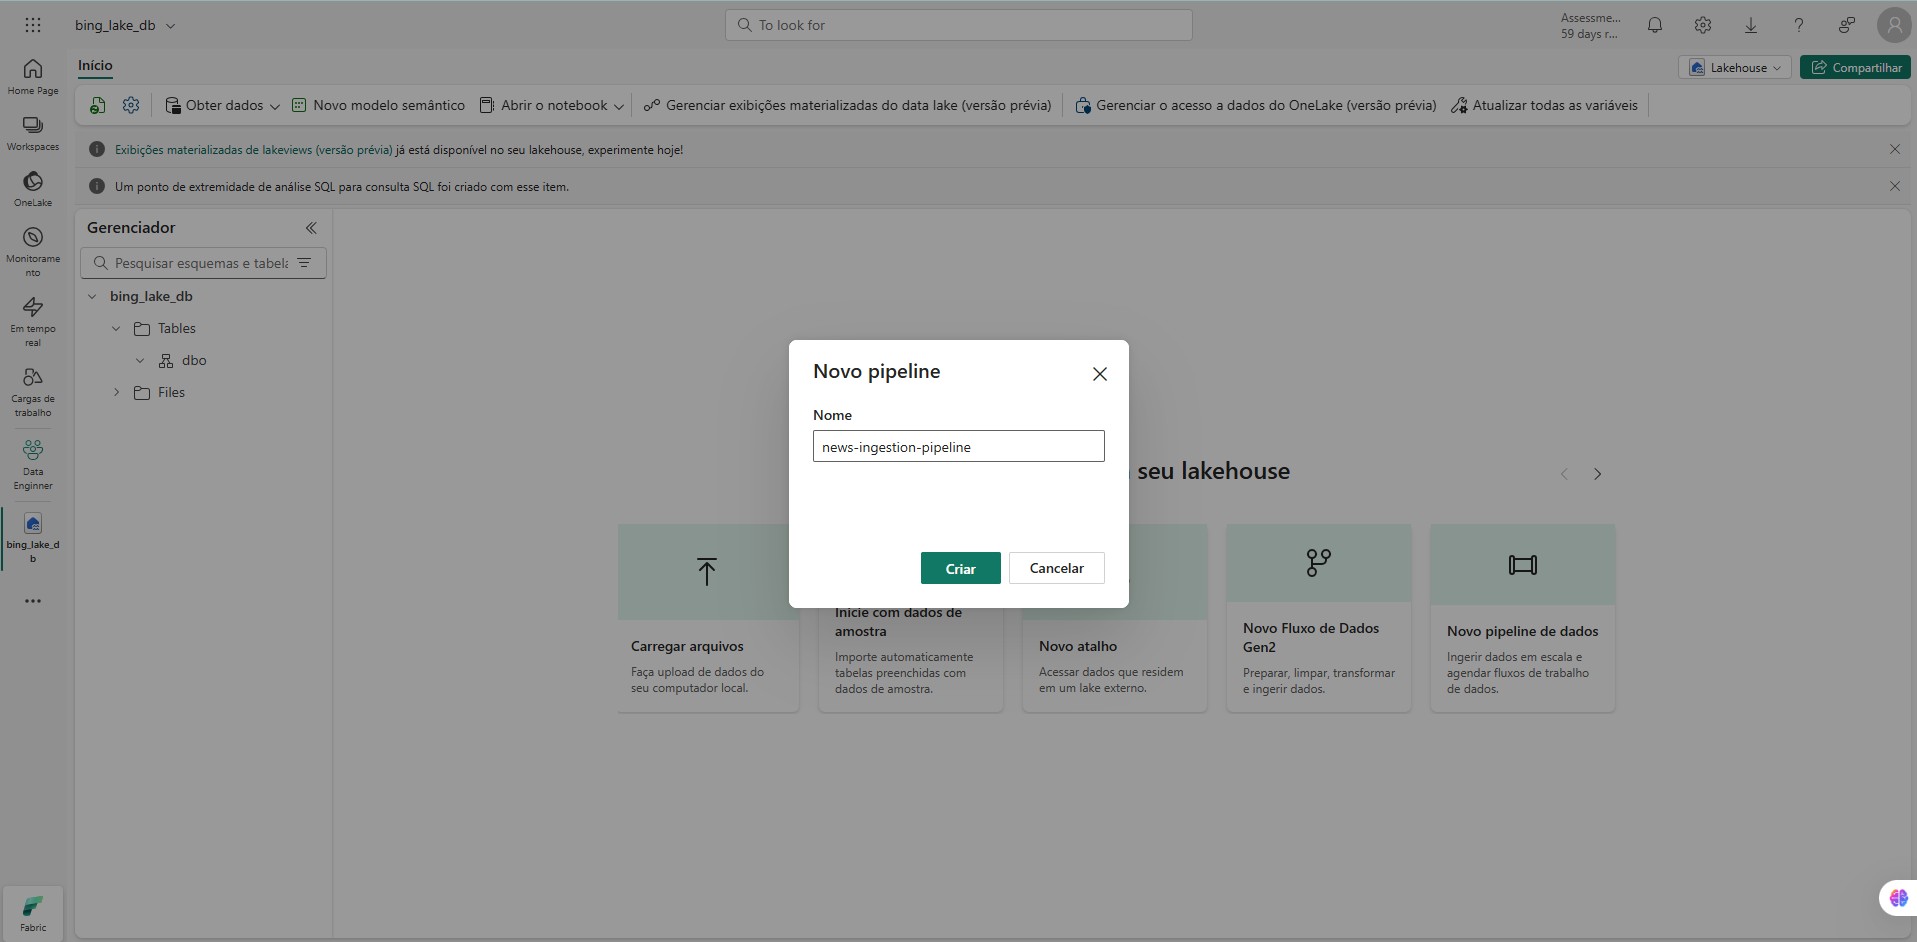 bing_lake_db
To look for
Assessme...
59 days r...
Início
Lakehouse
Compartilhar
Home Page
Workspaces
OneLake
Monitorame
nto
Em tempo
real
Cargas de
trabalho
Data
Enginner
bing_lake_d
b
Fabric
Obter dados
Novo modelo semântico
Abrir o notebook
Gerenciar exibições materializadas do data lake (versão prévia)
Gerenciar o acesso a dados do OneLake (versão prévia)
Atualizar todas as variáveis
Exibições materializadas de lakeviews (versão prévia) já está disponível no seu lakehouse, experimente hoje!
Um ponto de extremidade de análise SQL para consulta SQL foi criado com esse item.
Gerenciador
Pesquisar esquemas e tabela
bing_lake_db
Tables
dbo
Files
Novo pipeline
Nome
news-ingestion-pipeline
Criar
Cancelar
seu lakehouse
Carregar arquivos
Faça upload de dados do
seu computador local.
Inicie com dados de
amostra
Importe automaticamente
tabelas preenchidas com
dados de amostra.
Novo atalho
Acessar dados que residem
em um lake externo.
Novo Fluxo de Dados
Gen2
Preparar, limpar, transformar
e ingerir dados.
Novo pipeline de dados
Ingerir dados em escala e
agendar fluxos de trabalho
de dados.